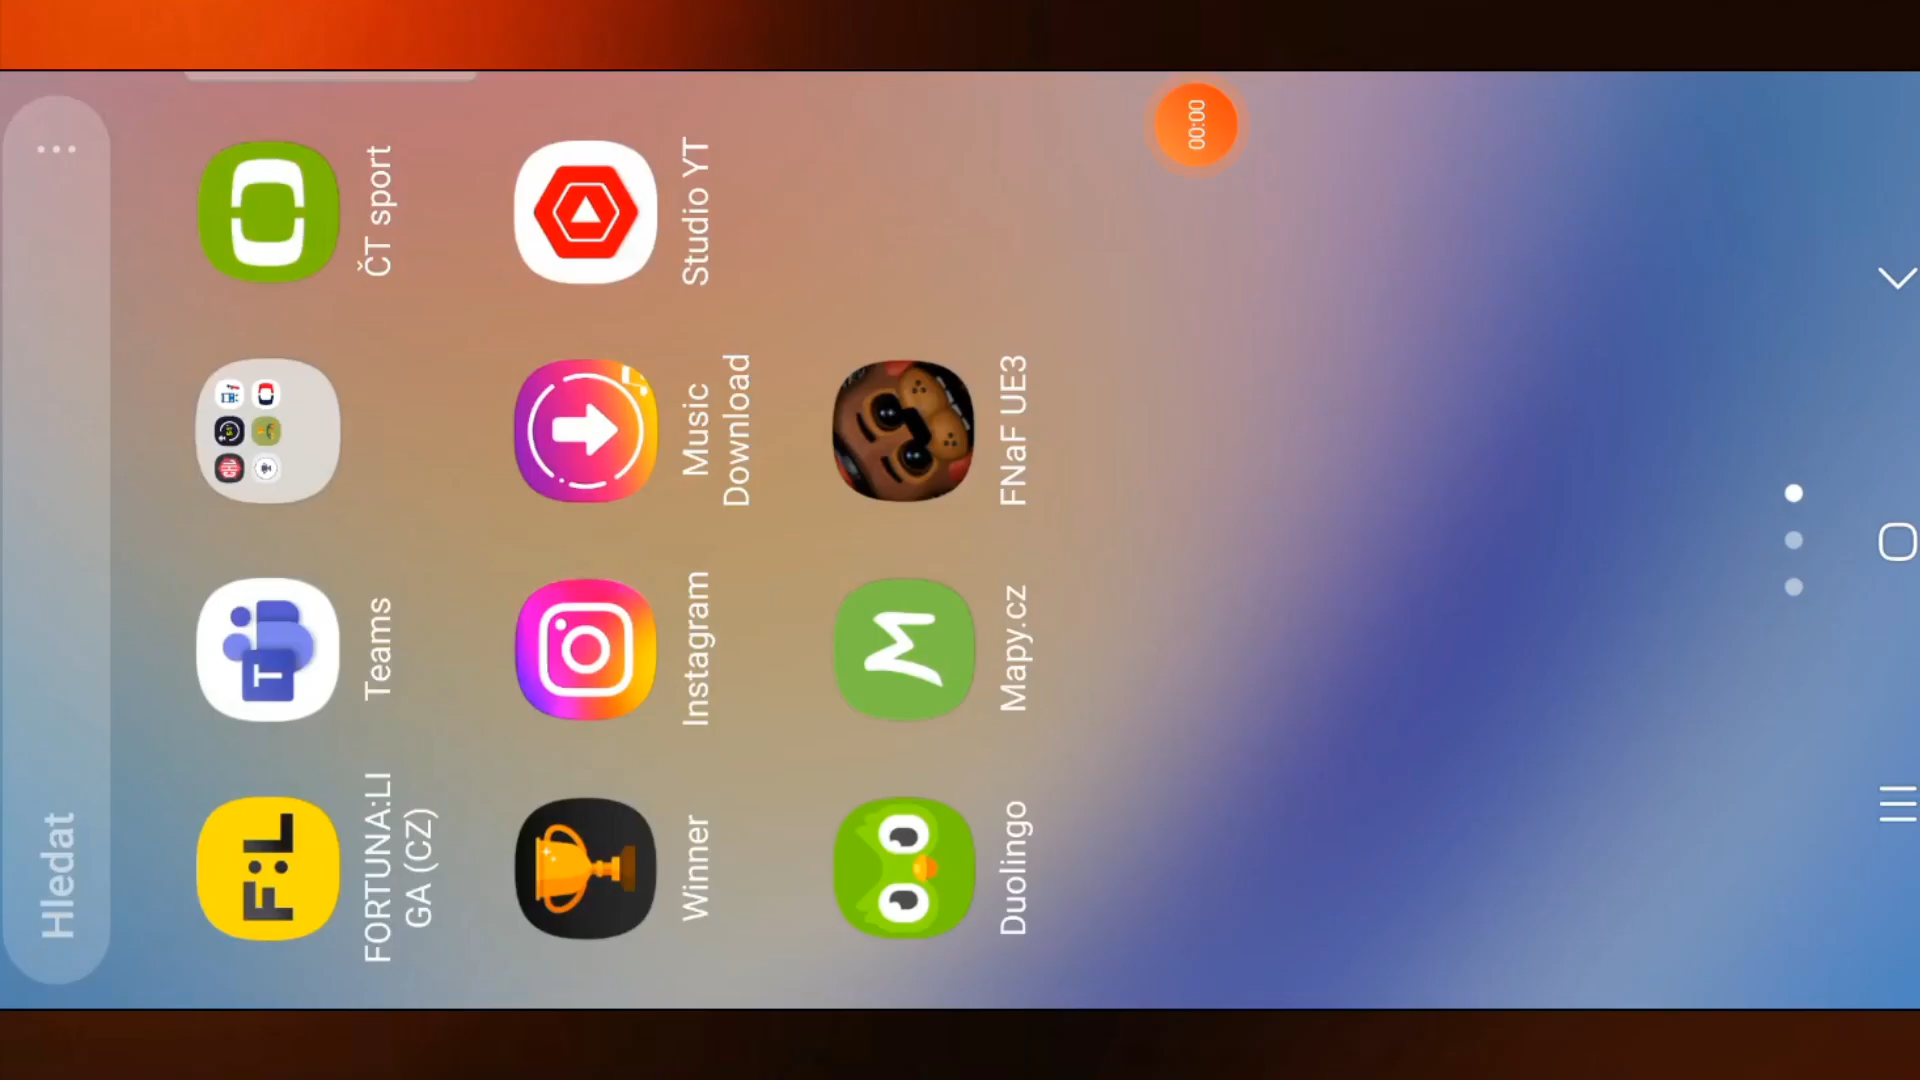 Hledat
F:L
FORTUNA:LI
GA (CZ)
T
Teams
ČT sport
Winner
Instagram
Music
Download
Studio YT
Duolingo
Mapy.cz
FNaF UE3
00:00